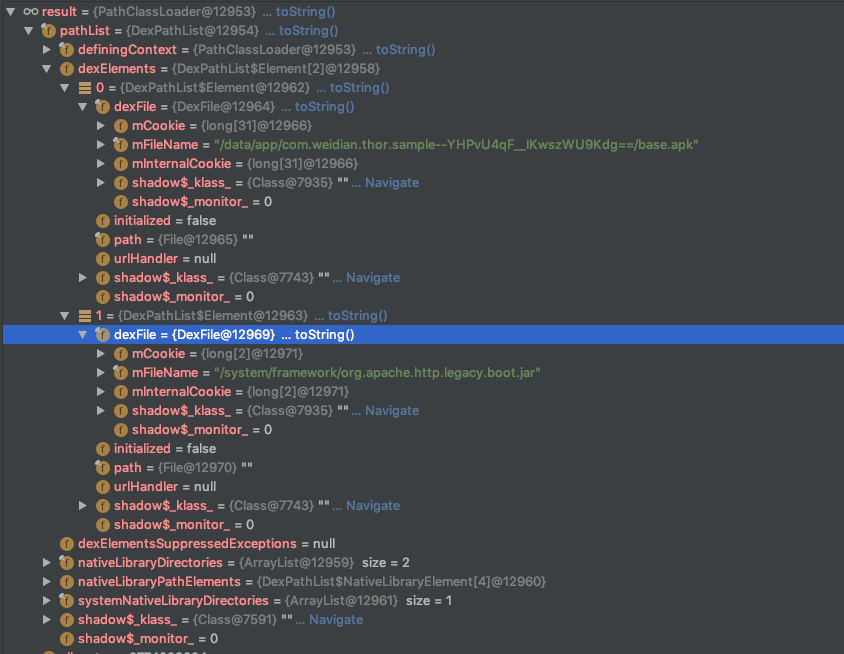 result = {PathClassLoader@12953} ... toString()
pathList = {DexPathList@12954} ... toString()
definingContext = {PathClassLoader@12953} ... toString()
dexElements = {DexPathList$Element[2]@12958}
0 = {DexPathList$Element@12962} ... toString()
dexFile = {DexFile@12964} ... toString()
mCookie = {long[31]@12966}
mFileName = "/data/app/com.weidian.thor.sample--YHPvU4qF__lKwszWU9Kdg==/base.apk"
mInternalCookie = {long[31]@12966}
shadow$_klass_ = {Class@7935} "" ... Navigate
shadow$_monitor_ = 0
initialized = false
path = {File@12965} ""
urlHandler = null
shadow$_klass_ = {Class@7743} "" ... Navigate
shadow$_monitor_ = 0
1 = {DexPathList$Element@12963} ... toString()
dexFile = {DexFile@12969} ... toString()
mCookie = {long[2]@12971}
mFileName = "/system/framework/org.apache.http.legacy.boot.jar"
mInternalCookie = {long[2]@12971}
shadow$_klass_ = {Class@7935} "" ... Navigate
shadow$_monitor_ = 0
initialized = false
path = {File@12970} ""
urlHandler = null
shadow$_klass_ = {Class@7743} "" ... Navigate
shadow$_monitor_ = 0
dexElementsSuppressedExceptions = null
nativeLibraryDirectories = {ArrayList@12959} size = 2
nativeLibraryPathElements = {DexPathList$NativeLibraryElement[4]@12960}
systemNativeLibraryDirectories = {ArrayList@12961} size = 1
shadow$_klass_ = {Class@7591} "" ... Navigate
shadow$_monitor_ = 0